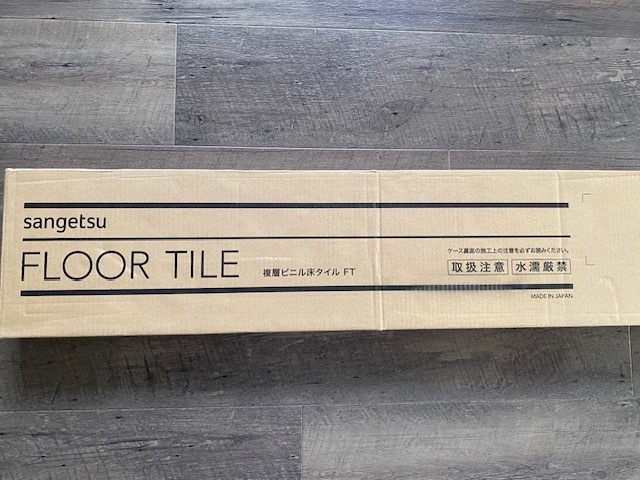 sangetsu
FLOOR TILE
複層ビニル床タイル FT
ケース裏面の施工上の注意を必ずお読みください。
取扱注意 水濡厳禁
MADE IN JAPAN